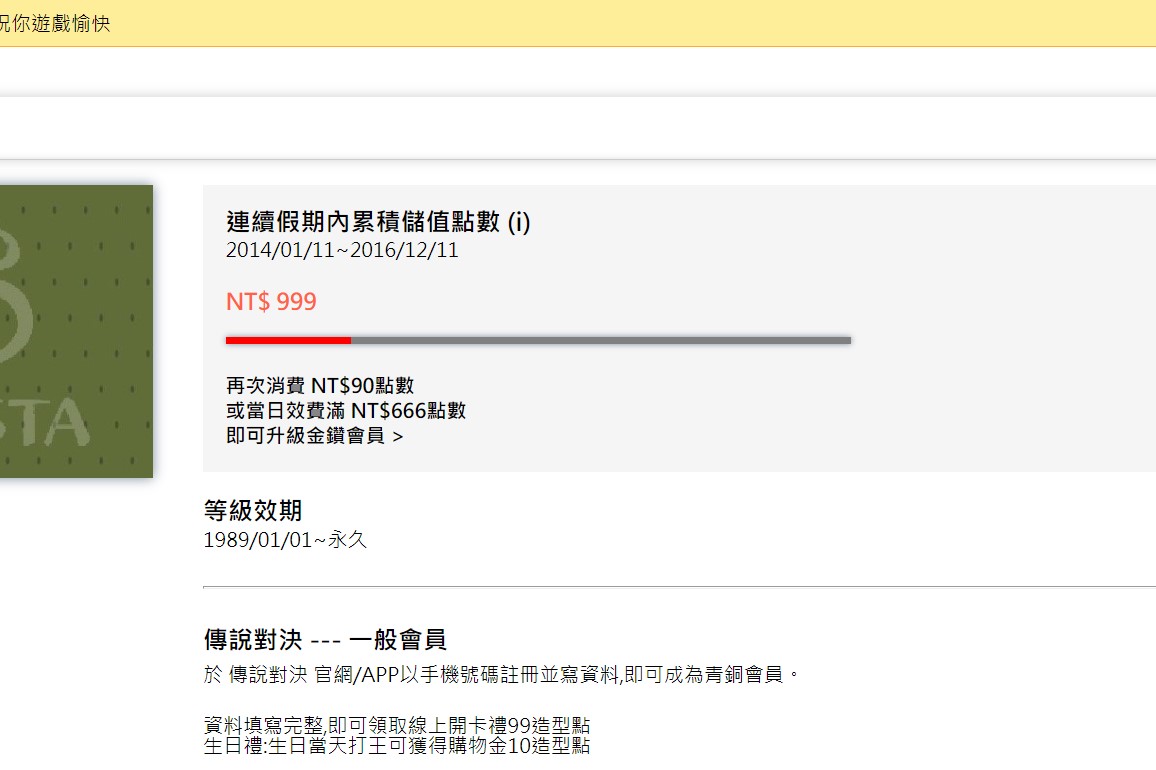 祝你遊戲愉快
連續假期內累積儲值點數 (i)
2014/01/11~2016/12/11
NT$ 999
再次消費 NT$90點數
或當日效費滿 NT$666點數
即可升級金鑽會員 >
STA
等級效期
1989/01/01~永久
傳說對決 --- 一般會員
於 傳說對決 官網/APP以手機號碼註冊並寫資料,即可成為青銅會員。
資料填寫完整,即可領取線上開卡禮99造型點
生日禮:生日當天打王可獲得購物金10造型點